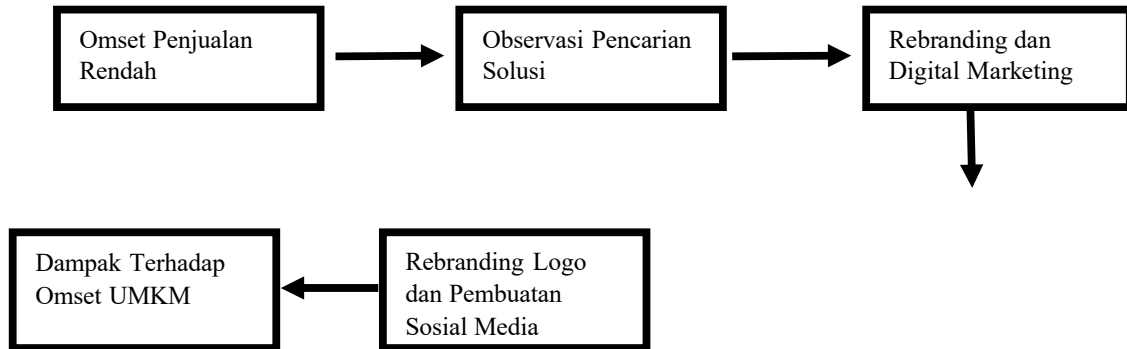 Omset Penjualan
Rendah
Observasi Pencarian
Solusi
Rebranding dan
Digital Marketing
Dampak Terhadap
Omset UMKM
Rebranding Logo
dan Pembuatan
Sosial Media